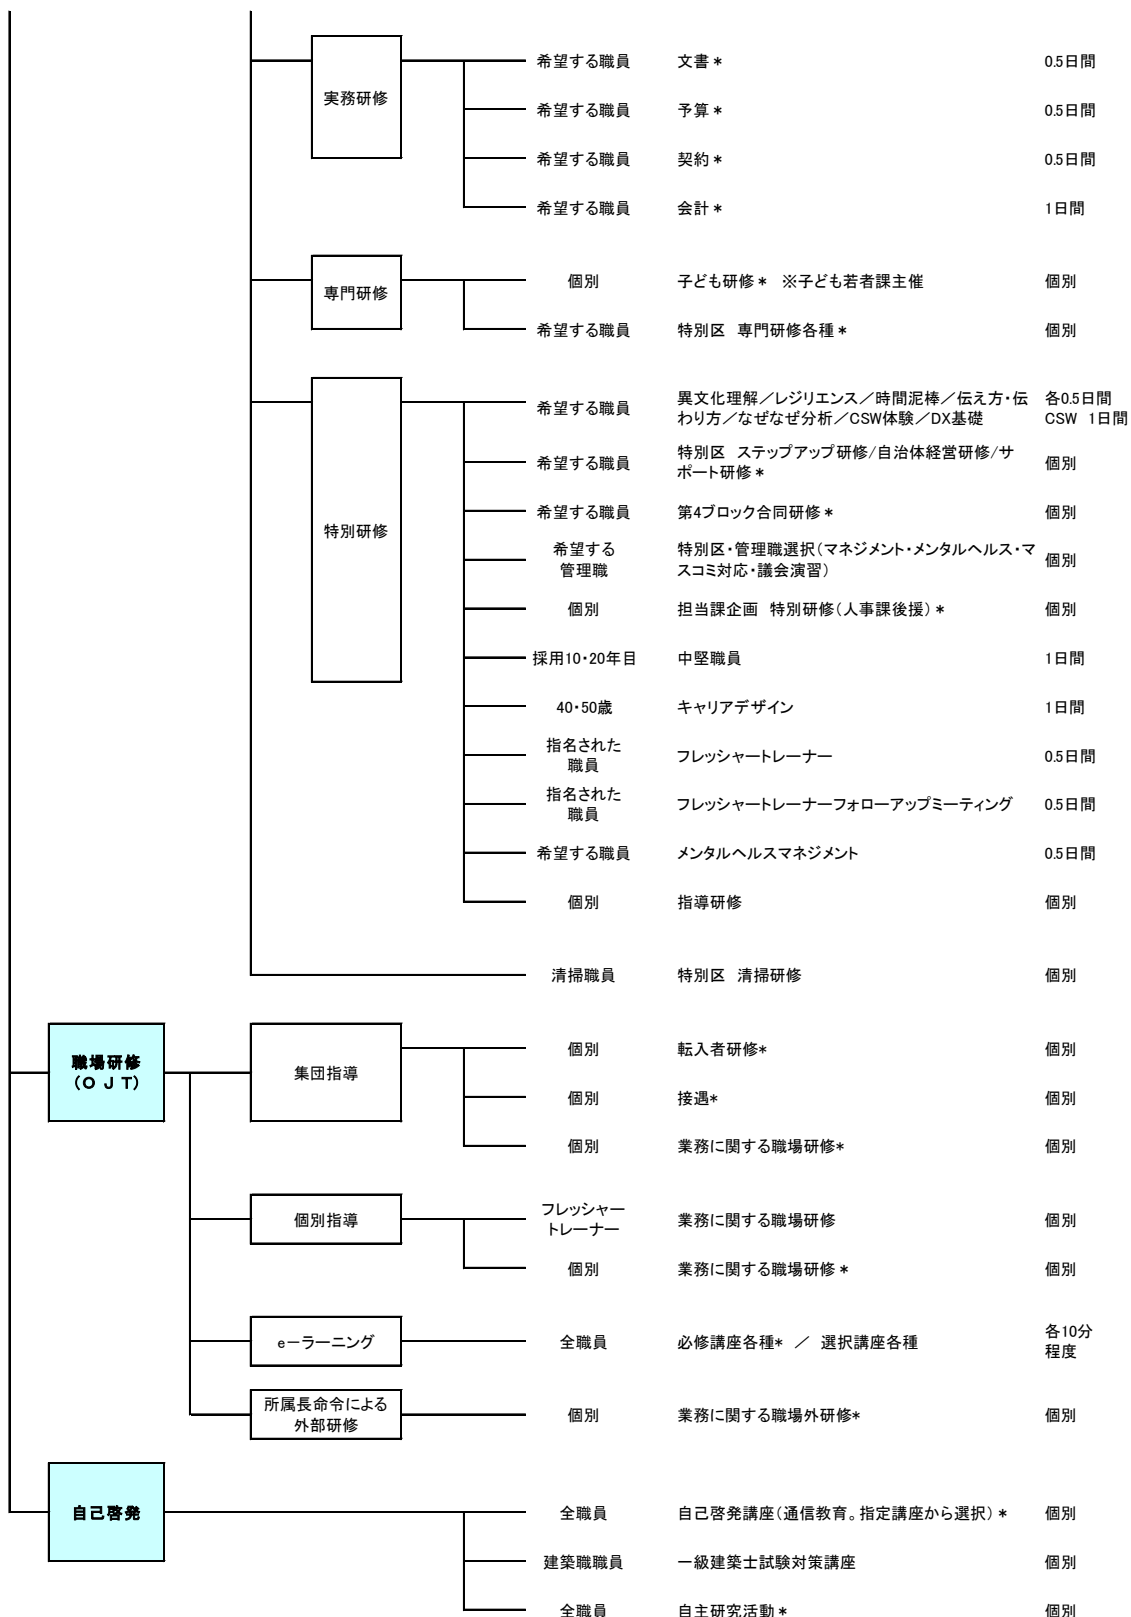 実務研修
希望する職員 文書＊ 0.5日間
希望する職員 予算＊ 0.5日間
希望する職員 契約＊ 0.5日間
希望する職員 会計＊ 1日間
専門研修
個別 子ども研修＊ ※子ども若者課主催 個別
希望する職員 特別区 専門研修各種＊ 個別
特別研修
希望する職員 異文化理解／レジリエンス／時間泥棒／伝え方・伝 各0.5日間
わり方／なぜなぜ分析／CSW体験／DX基礎 CSW 1日間
希望する職員 特別区 ステップアップ研修/自治体経営研修/サ 個別
ポート研修＊
希望する職員 第4ブロック合同研修＊ 個別
希望する 特別区・管理職選択（マネジメント・メンタルヘルス・マ 個別
管理職 スコミ対応・議会演習）
個別 担当課企画 特別研修（人事課後援）＊ 個別
採用10・20年目 中堅職員 1日間
40・50歳 キャリアデザイン 1日間
指名された
職員 フレッシャートレーナー 0.5日間
指名された
職員 フレッシャートレーナーフォローアップミーティング 0.5日間
希望する職員 メンタルヘルスマネジメント 0.5日間
個別 指導研修 個別
清掃職員 特別区 清掃研修 個別
職場研修
（ＯＪＴ）
集団指導
個別 転入者研修* 個別
個別 接遇* 個別
個別 業務に関する職場研修* 個別
個別指導
フレッシャー
トレーナー 業務に関する職場研修 個別
個別 業務に関する職場研修＊ 個別
e－ラーニング 全職員 必修講座各種* ／ 選択講座各種 各10分
程度
所属長命令による
外部研修 個別 業務に関する職場外研修* 個別
自己啓発 全職員 自己啓発講座（通信教育。指定講座から選択）＊ 個別
建築職職員 一級建築士試験対策講座 個別
全職員 自主研究活動＊ 個別